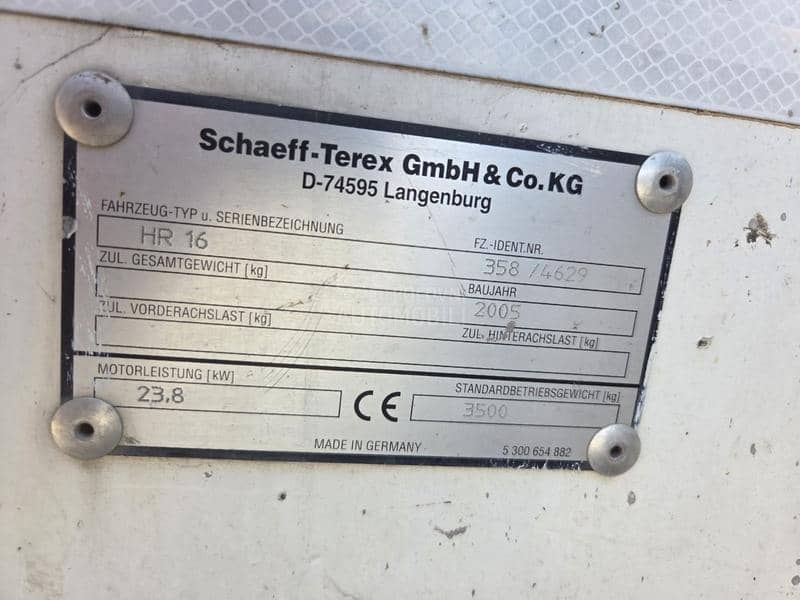 Schaeff-Terex GmbH & Co. KG
D-74595 Langenburg
FAHRZEUG-TYP u. SERIENBEZEICHNUNG
FZ.-IDENT.NR.
HR 16
358 /4629
ZUL. GESAMTGEWICHT [kg]
BAUJAHR
2005
ZUL. VORDERACHSLAST [kg]
ZUL. HINTERACHSLAST [kg]
MOTORLEISTUNG [kW]
STANDARDBETRIEBSGEWICHT [kg]
23,8
CE
3500
MADE IN GERMANY
5 300 654 882